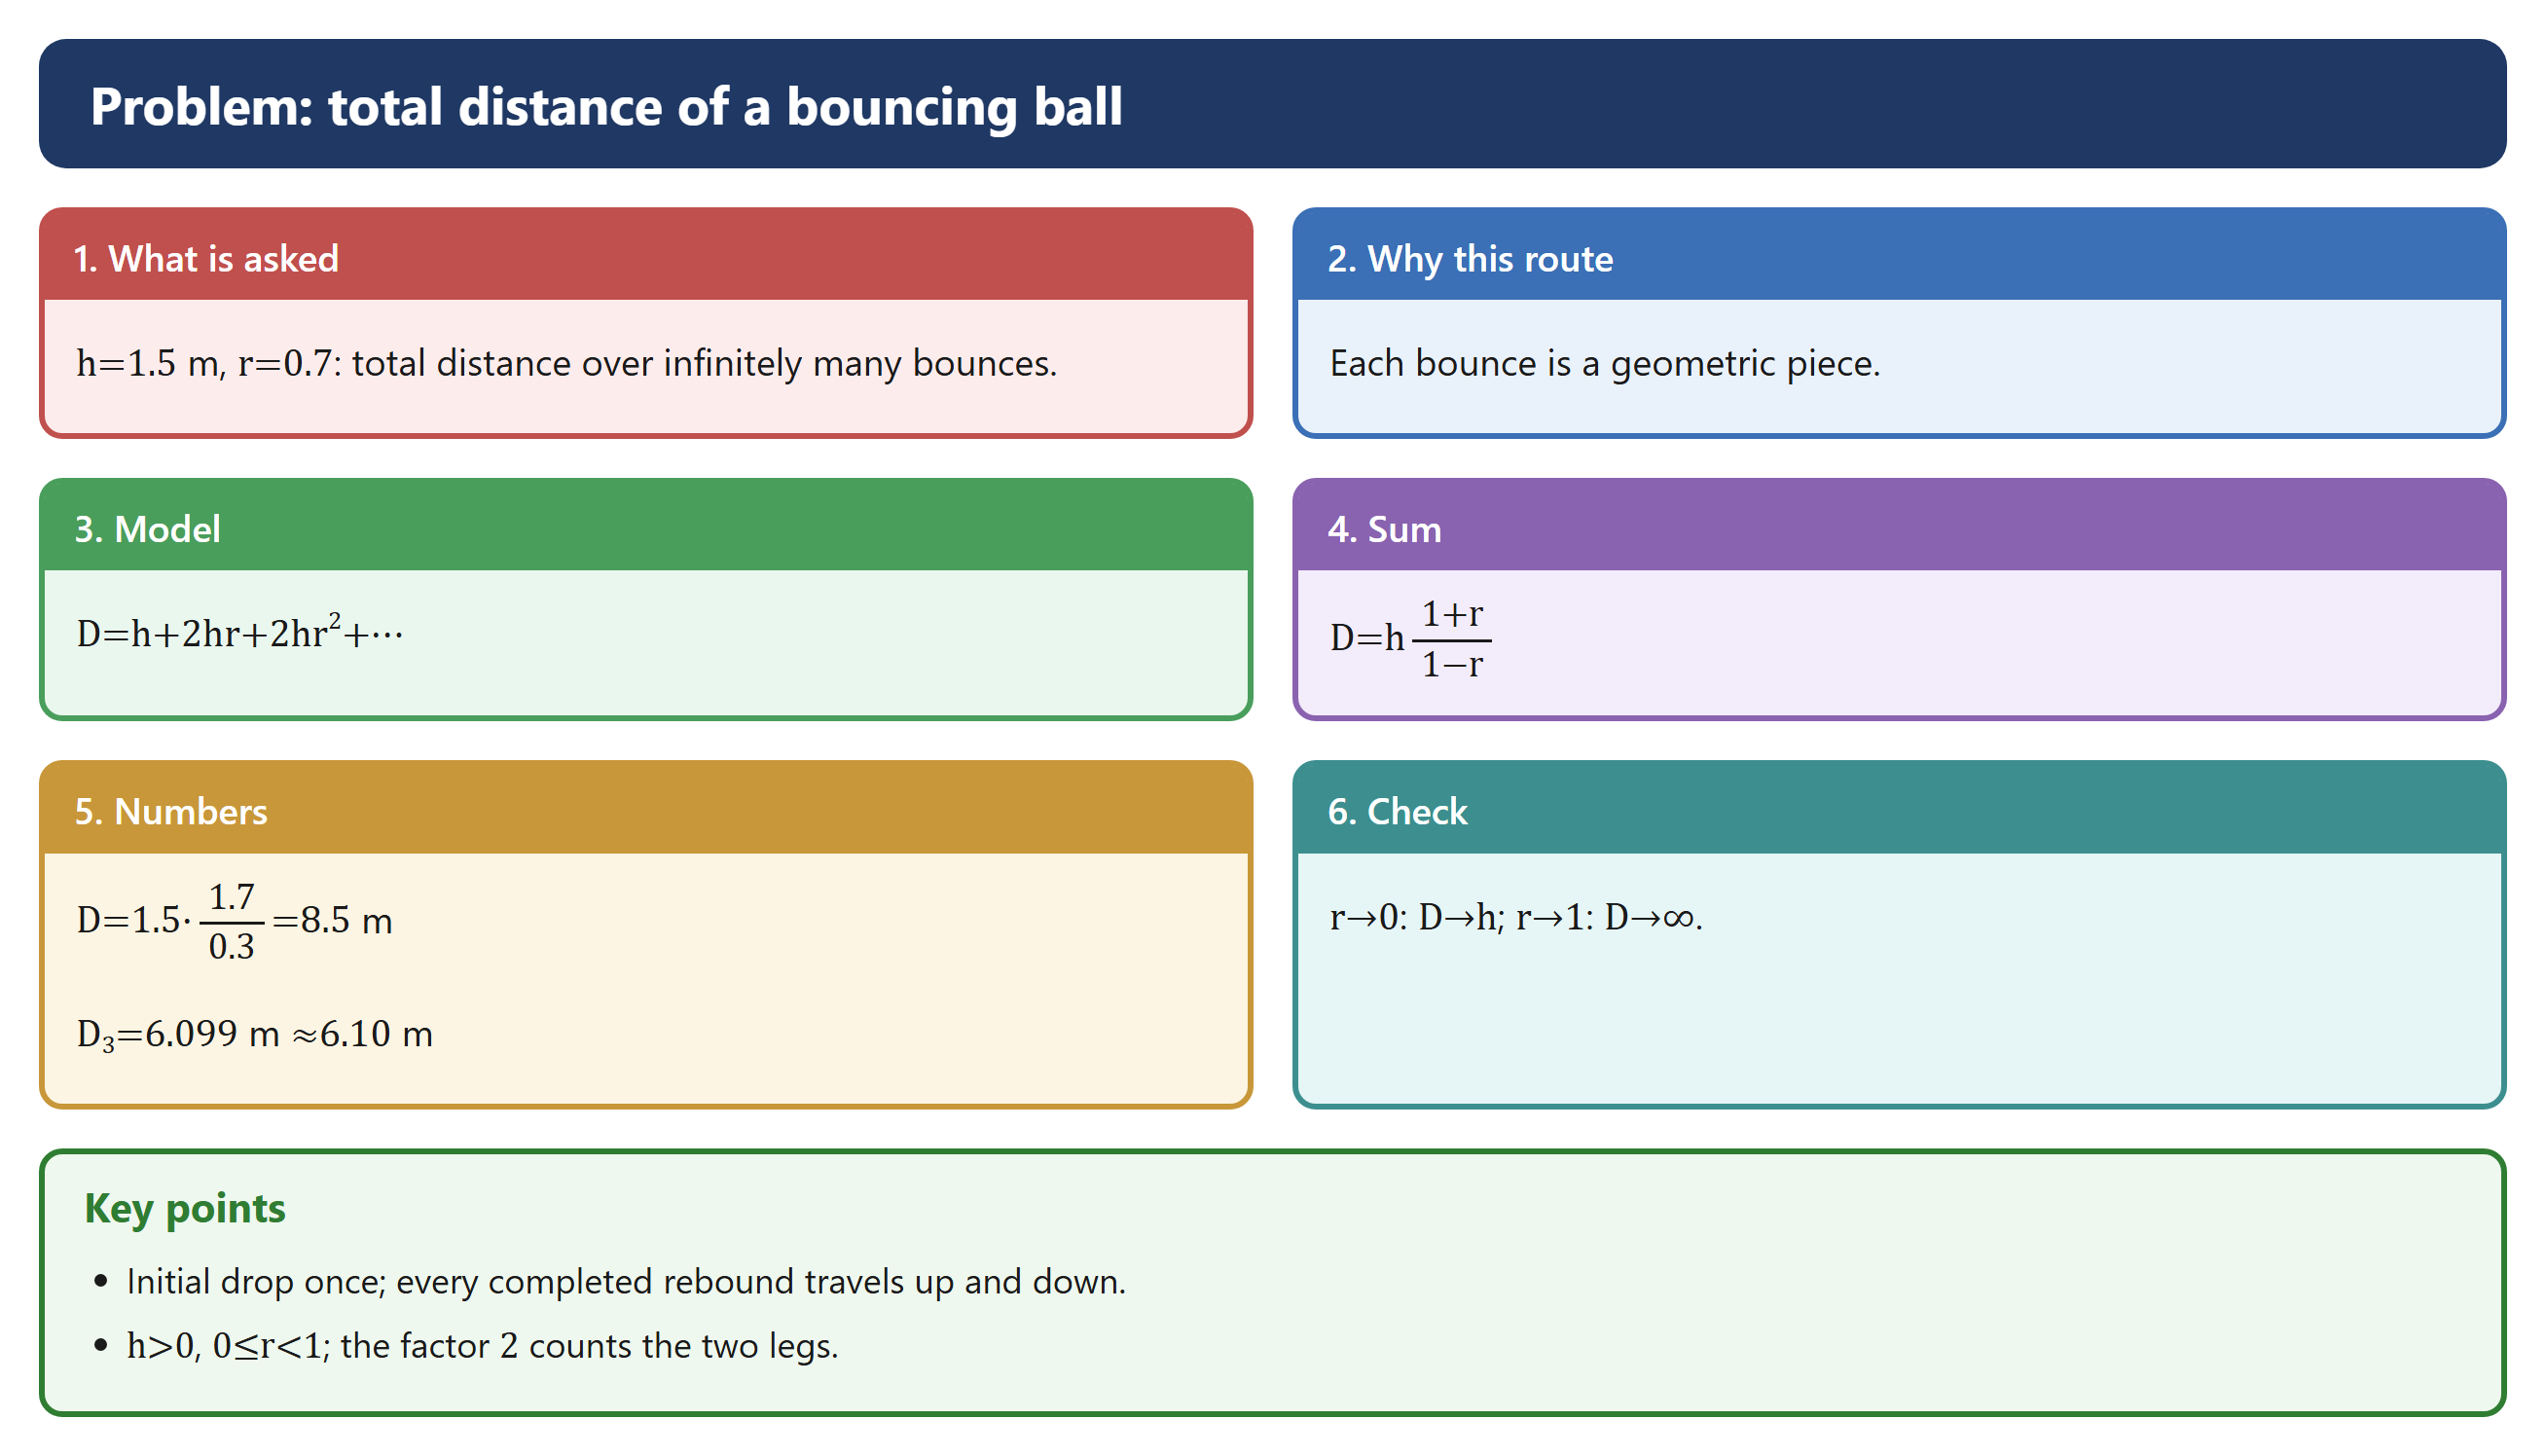 Problem: total distance of a bouncing ball
1. What is asked
h=1.5 m, r=0.7: total distance over infinitely many bounces.
2. Why this route
Each bounce is a geometric piece.
3. Model
D=h+2hr+2hr²+⋯
4. Sum
D=h\frac{1+r}{1−r}
5. Numbers
D=1.5·\frac{1.7}{0.3}=8.5 m
D₃=6.099 m ≈6.10 m
6. Check
r→0: D→h; r→1: D→∞.
Key points
• Initial drop once; every completed rebound travels up and down.
• h>0, 0≤r<1; the factor 2 counts the two legs.